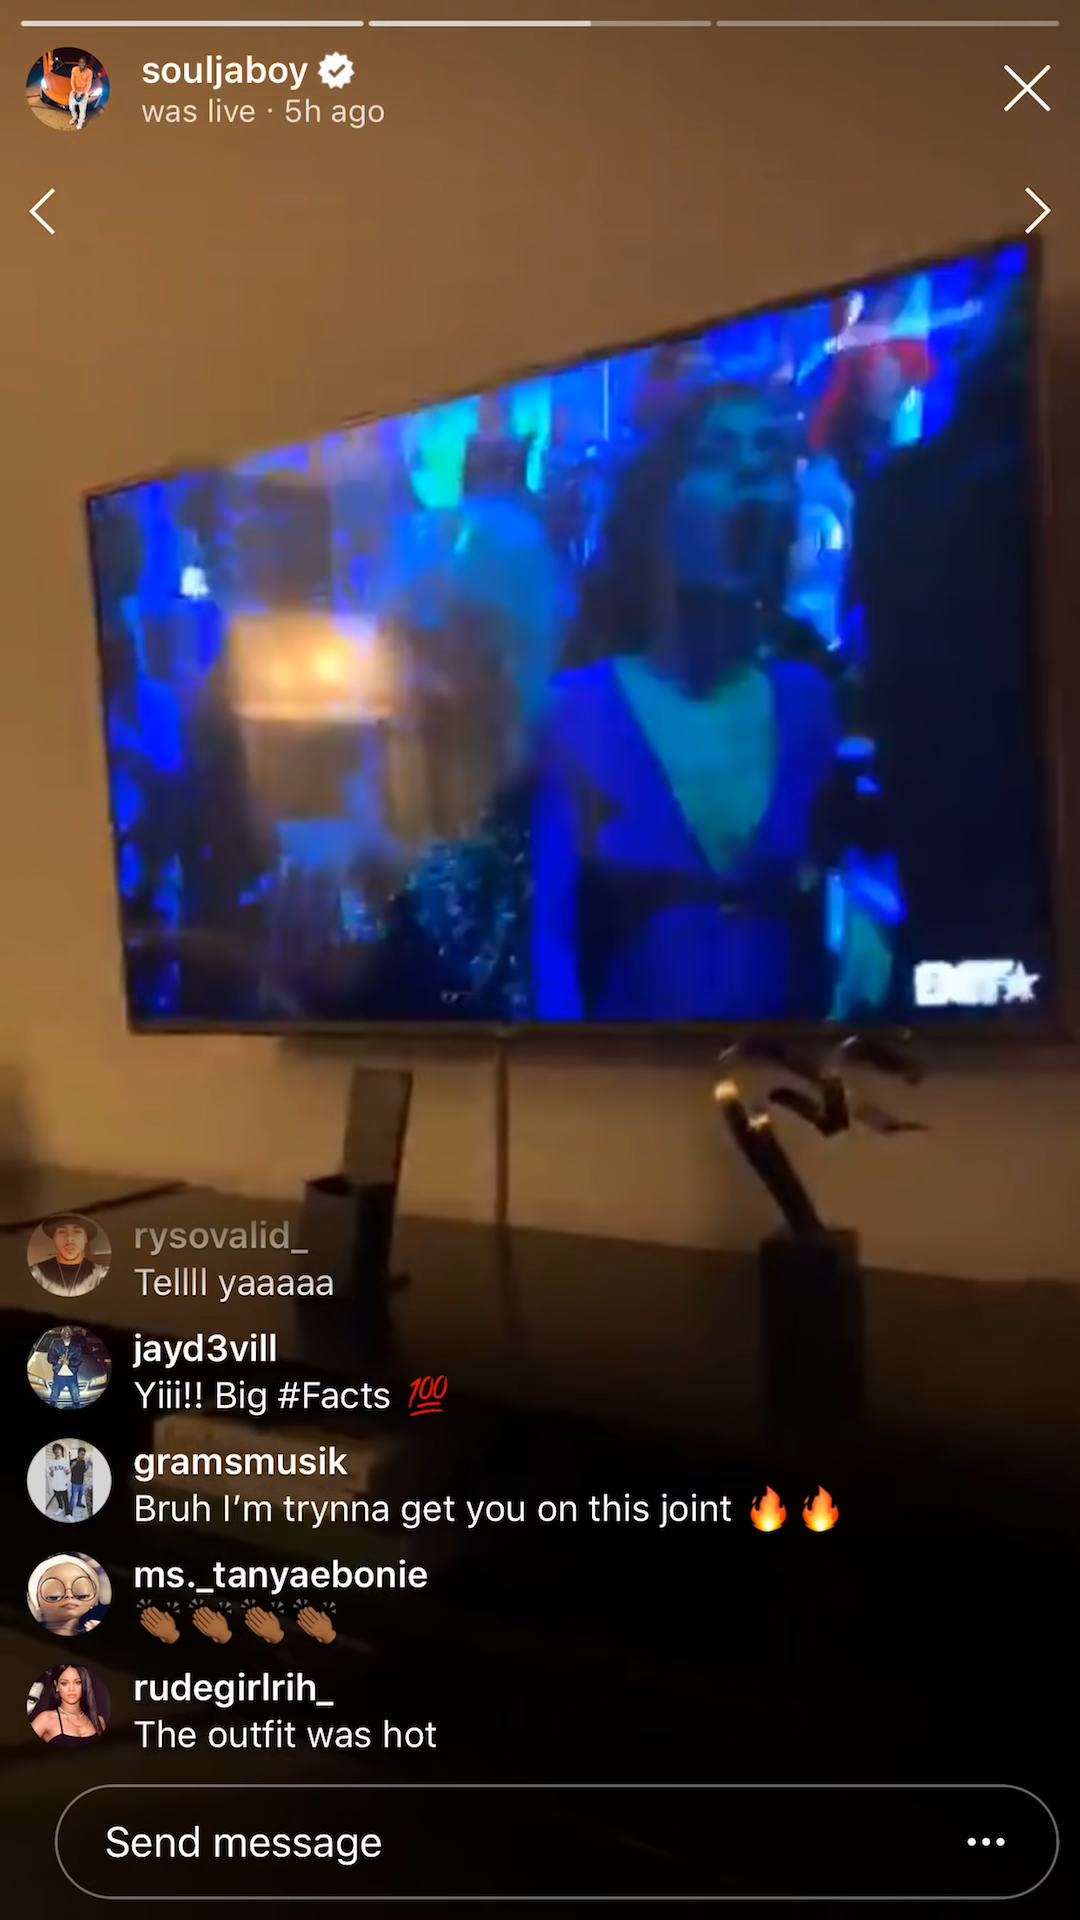 souljaboy
was live · 5h ago
BET★
rysovalid_
Tellll yaaaaa
jayd3vill
Yiii!! Big #Facts 💯
gramsmusik
Bruh I’m trynna get you on this joint 🔥🔥
ms._tanyaebonie
👏🏽👏🏽👏🏽👏🏽
rudegirlrih_
The outfit was hot
Send message